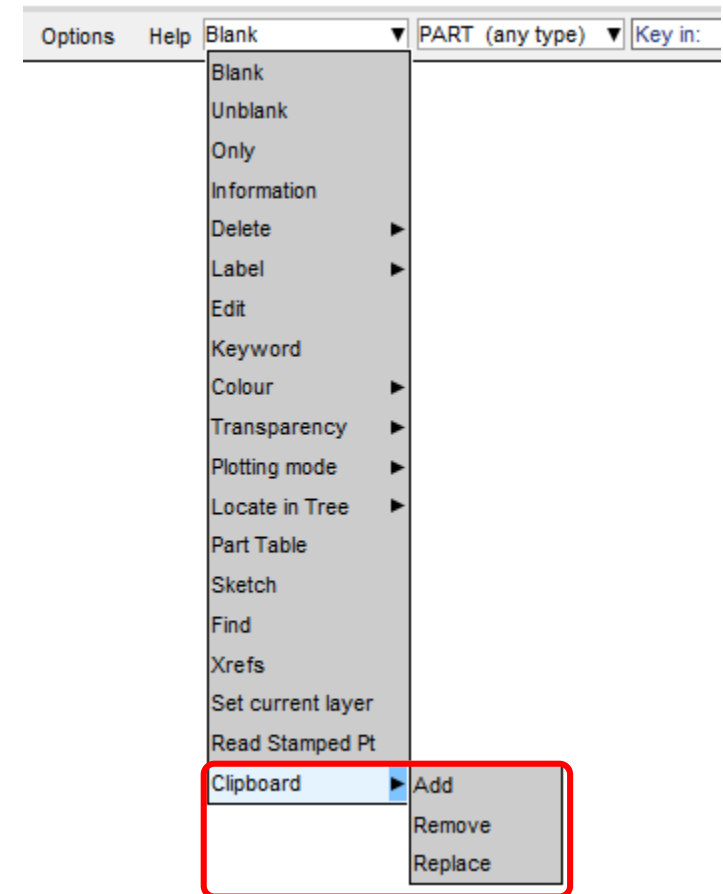 Options Help Blank ▼ PART (any type) ▼ Key in:
Blank
Unblank
Only
Information
Delete ►
Label ►
Edit
Keyword
Colour ►
Transparency ►
Plotting mode ►
Locate in Tree ►
Part Table
Sketch
Find
Xrefs
Set current layer
Read Stamped Pt
Clipboard ► Add
Remove
Replace